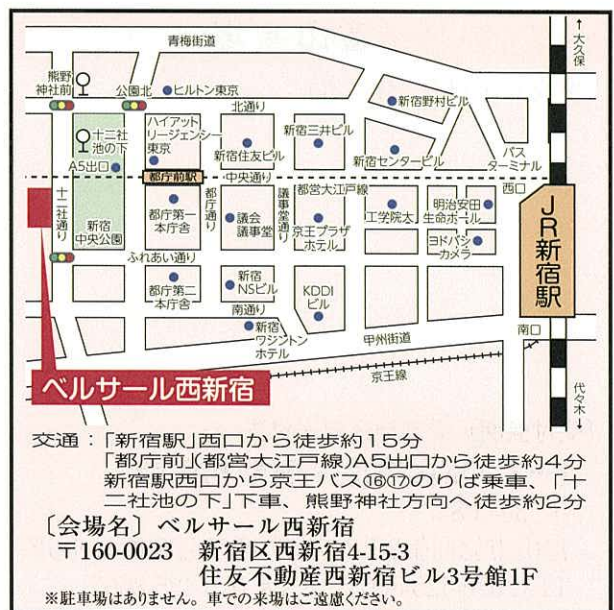 青梅街道
↑大久保
熊野神社前
公園北
ヒルトン東京
北通り
新宿野村ビル
十二社池の下
ハイアットリージェンシー東京
新宿住友ビル
新宿三井ビル
新宿センタービル
バスターミナル
A5出口
都庁前駅
中央通り
西口
十二社通り
新宿中央公園
都庁第一本庁舎
都庁通り
議会議事堂
議事堂通り
都営大江戸線
京王プラザホテル
工学院大
明治安田生命ホール
ヨドバシカメラ
JR新宿駅
ふれあい通り
都庁第二本庁舎
新宿NSビル
KDDIビル
南通り
新宿ワシントンホテル
甲州街道
南口
京王線
代々木↓
ベルサール西新宿
交通:「新宿駅」西口から徒歩約15分
「都庁前」(都営大江戸線)A5出口から徒歩約4分
新宿駅西口から京王バス⑯⑰のりば乗車、「十
二社池の下」下車、熊野神社方向へ徒歩約2分
〔会場名〕ベルサール西新宿
〒160-0023 新宿区西新宿4-15-3
住友不動産西新宿ビル3号館1F
※駐車場はありません。車での来場はご遠慮ください。